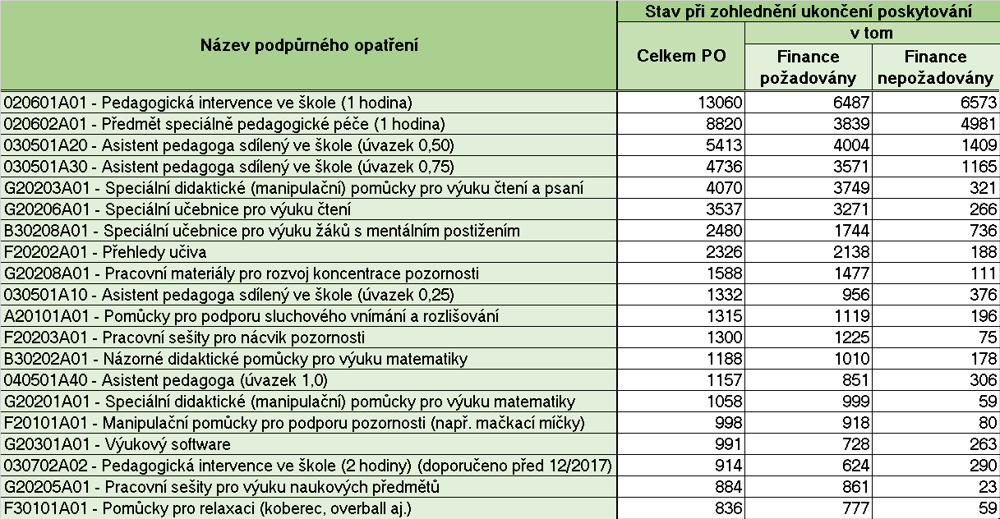 Název podpůrného opatření
Stav při zohlednění ukončení poskytování
Celkem PO
v tom
Finance požadovány
Finance nepožadovány
020601A01 - Pedagogická intervence ve škole (1 hodina) 13060 6487 6573
020602A01 - Předmět speciálně pedagogické péče (1 hodina) 8820 3839 4981
030501A20 - Asistent pedagoga sdílený ve škole (úvazek 0,50) 5413 4004 1409
030501A30 - Asistent pedagoga sdílený ve škole (úvazek 0,75) 4736 3571 1165
G20203A01 - Speciální didaktické (manipulační) pomůcky pro výuku čtení a psaní 4070 3749 321
G20206A01 - Speciální učebnice pro výuku čtení 3537 3271 266
B30208A01 - Speciální učebnice pro výuku žáků s mentálním postižením 2480 1744 736
F20202A01 - Přehledy učiva 2326 2138 188
G20208A01 - Pracovní materiály pro rozvoj koncentrace pozornosti 1588 1477 111
030501A10 - Asistent pedagoga sdílený ve škole (úvazek 0,25) 1332 956 376
A20101A01 - Pomůcky pro podporu sluchového vnímání a rozlišování 1315 1119 196
F20203A01 - Pracovní sešity pro nácvik pozornosti 1300 1225 75
B30202A01 - Názorné didaktické pomůcky pro výuku matematiky 1188 1010 178
040501A40 - Asistent pedagoga (úvazek 1,0) 1157 851 306
G20201A01 - Speciální didaktické (manipulační) pomůcky pro výuku matematiky 1058 999 59
F20101A01 - Manipulační pomůcky pro podporu pozornosti (např. mačkací míčky) 998 918 80
G20301A01 - Výukový software 991 728 263
030702A02 - Pedagogická intervence ve škole (2 hodiny) (doporučeno před 12/2017) 914 624 290
G20205A01 - Pracovní sešity pro výuku naukových předmětů 884 861 23
F30101A01 - Pomůcky pro relaxaci (koberec, overball aj.) 836 777 59